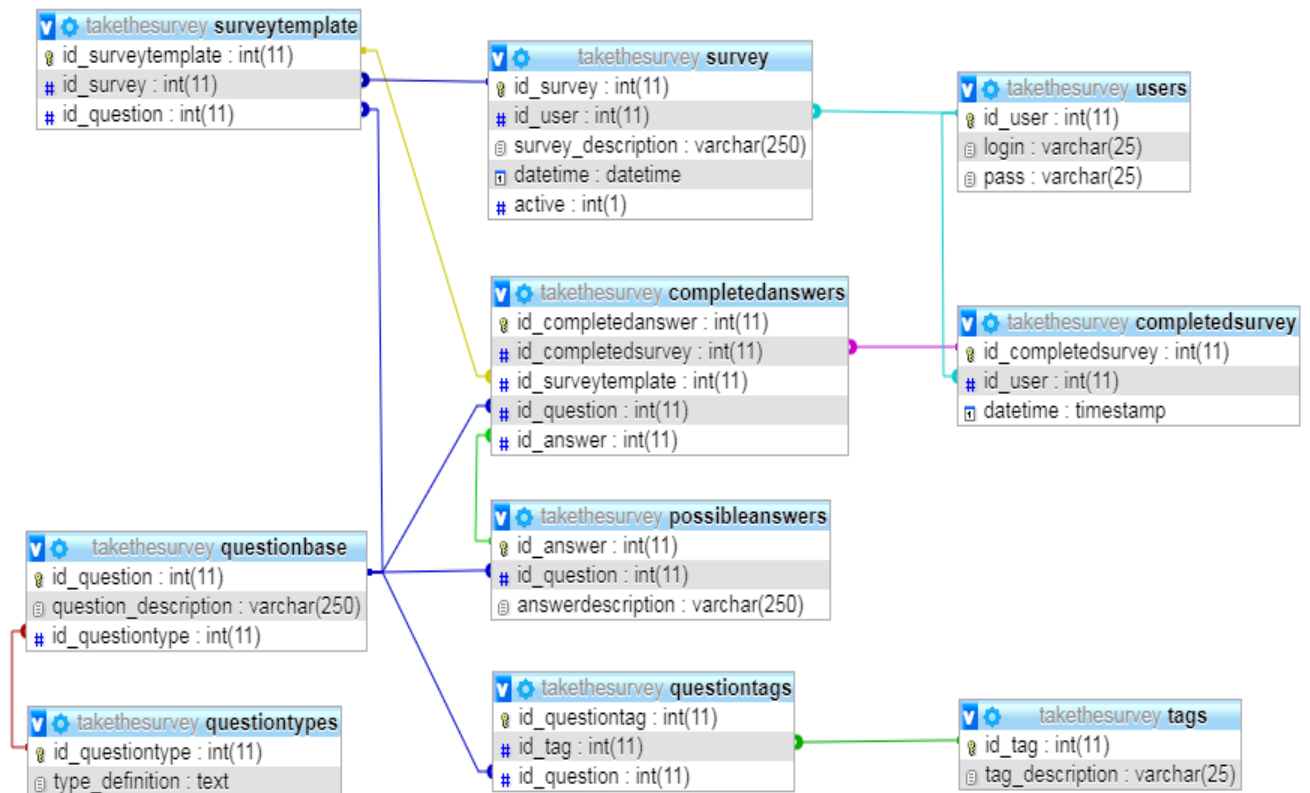 takethesurvey surveytemplate
id_surveytemplate : int(11)
id_survey : int(11)
id_question : int(11)
takethesurvey survey
id_survey : int(11)
id_user : int(11)
survey_description : varchar(250)
datetime : datetime
active : int(1)
takethesurvey users
id_user : int(11)
login : varchar(25)
pass : varchar(25)
takethesurvey completedanswers
id_completedanswer : int(11)
id_completedsurvey : int(11)
id_surveytemplate : int(11)
id_question : int(11)
id_answer : int(11)
takethesurvey completedsurvey
id_completedsurvey : int(11)
id_user : int(11)
datetime : timestamp
takethesurvey possibleanswers
id_answer : int(11)
id_question : int(11)
answerdescription : varchar(250)
takethesurvey questionbase
id_question : int(11)
question_description : varchar(250)
id_questiontype : int(11)
takethesurvey questiontypes
id_questiontype : int(11)
type_definition : text
takethesurvey questiontags
id_questiontag : int(11)
id_tag : int(11)
id_question : int(11)
takethesurvey tags
id_tag : int(11)
tag_description : varchar(25)